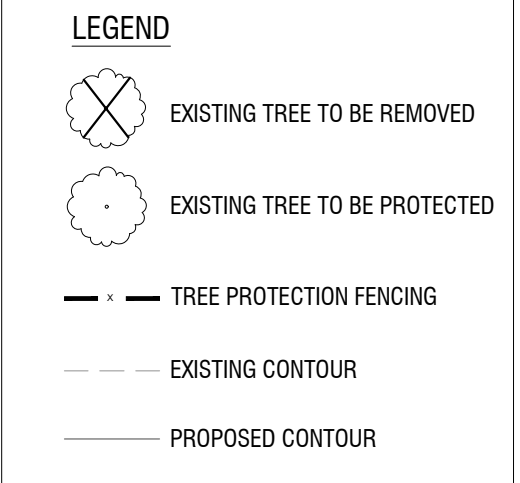 LEGEND
EXISTING TREE TO BE REMOVED
EXISTING TREE TO BE PROTECTED
x TREE PROTECTION FENCING
EXISTING CONTOUR
PROPOSED CONTOUR